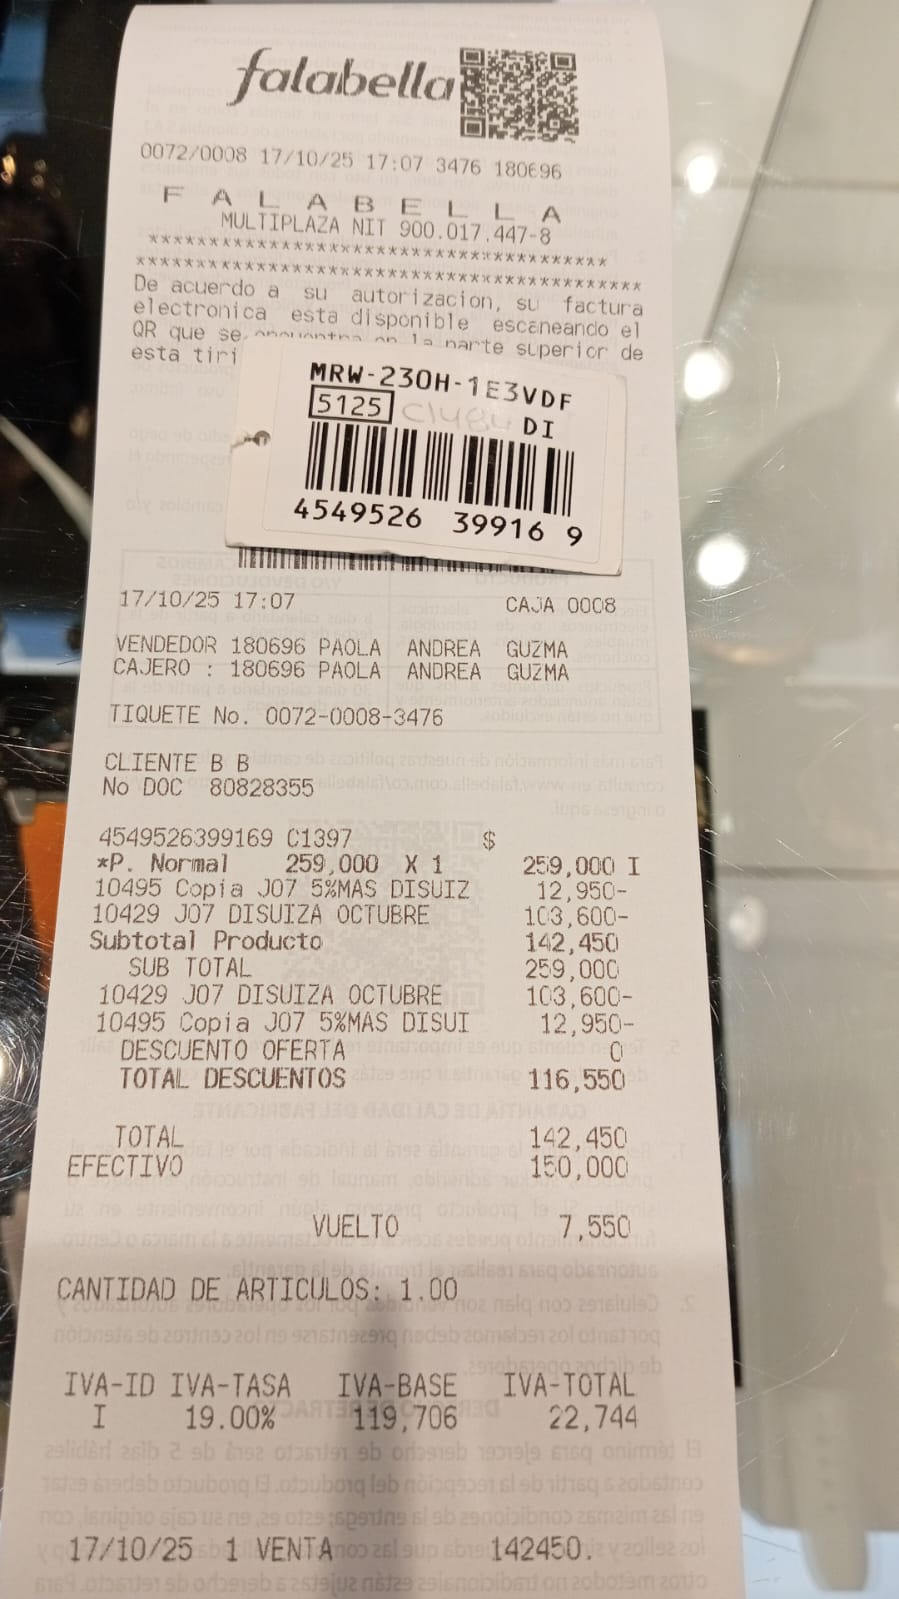 falabella
0072/0008 17/10/25 17:07 3476 180696
F A L A B E L L A
MULTIPLAZA NIT 900.017.447-8
****************************************
********************************************
De acuerdo a su autorizacion, su factura
electronica esta disponible escaneando el
QR que se encuentra en la parte superior de
esta tiri
MRW-230H-1E3VDF
5125 DI
4549526 39916 9
17/10/25 17:07 CAJA 0008
VENDEDOR 180696 PAOLA ANDREA GUZMA
CAJERO : 180696 PAOLA ANDREA GUZMA
TIQUETE No. 0072-0008-3476
CLIENTE B B
No DOC 80828355
4549526399169 C1397 $
*P. Normal 259,000 X 1 259,000 I
10495 Copia J07 5%MAS DISUIZ 12,950-
10429 J07 DISUIZA OCTUBRE 103,600-
Subtotal Producto 142,450
SUB TOTAL 259,000
10429 J07 DISUIZA OCTUBRE 103,600-
10495 Copia J07 5%MAS DISUI 12,950-
DESCUENTO OFERTA 0
TOTAL DESCUENTOS 116,550
TOTAL 142,450
EFECTIVO 150,000
VUELTO 7,550
CANTIDAD DE ARTICULOS: 1.00
IVA-ID IVA-TASA IVA-BASE IVA-TOTAL
I 19.00% 119,706 22,744
17/10/25 1 VENTA 142450.